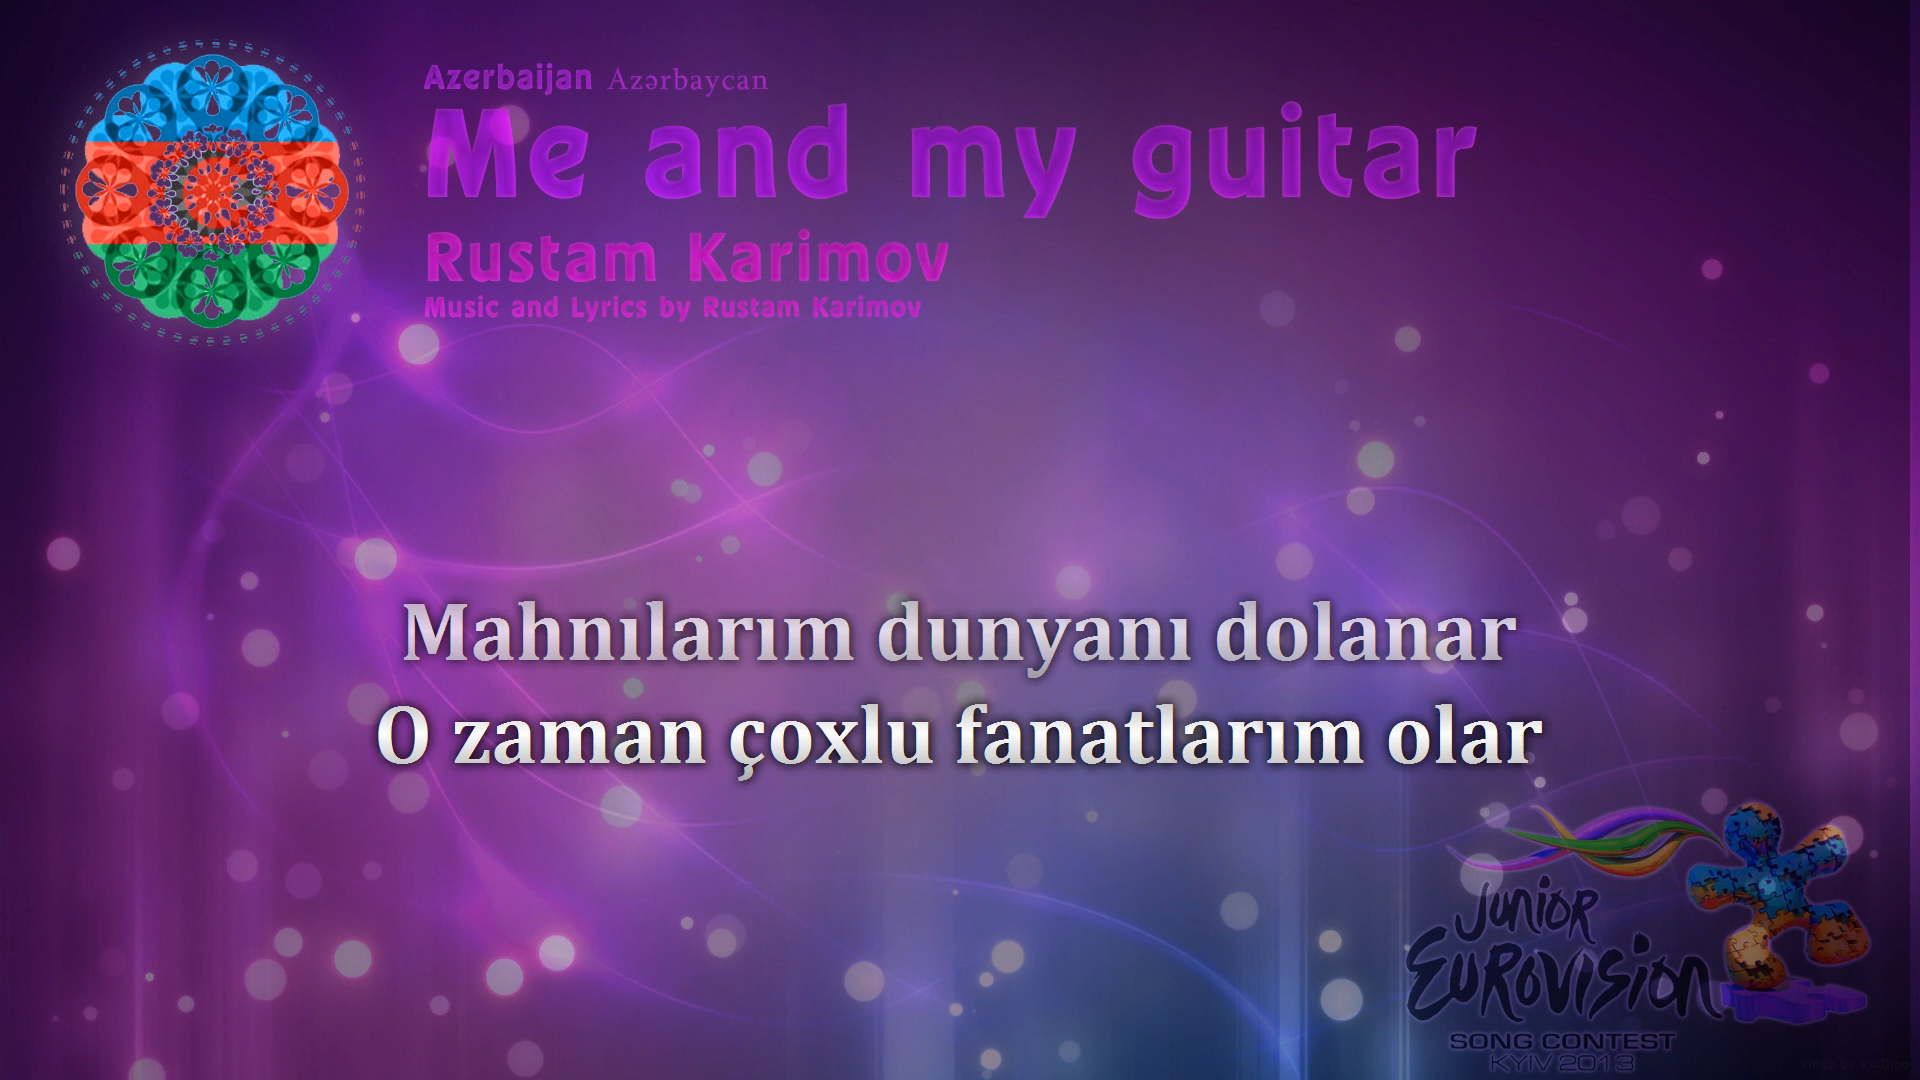 Azerbaijan Azərbaycan
Me and my guitar
Rustam Karimov
Music and Lyrics by Rustam Karimov
Mahnılarım dunyanı dolanar
O zaman çoxlu fanatlarım olar
Junior
Eurovision
SONG CONTEST
KYIV 2013